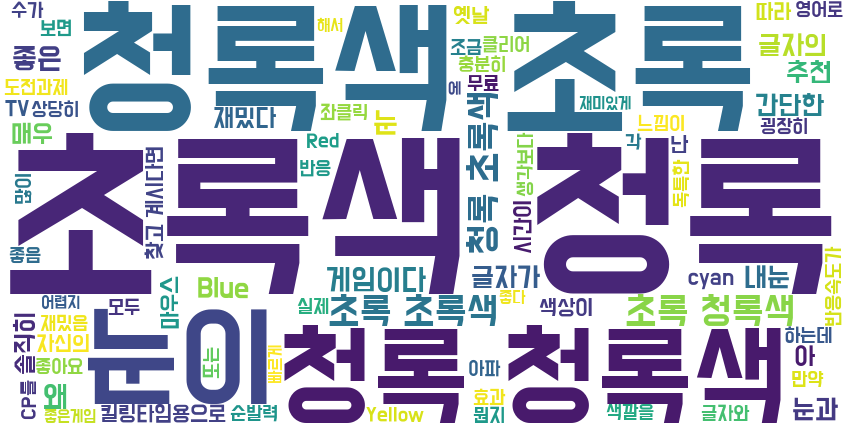 수가
보면
좋은
도전과제
TV 상당히
매우
청록색
재밌다
해서
좌클릭
눈
Red
반응
옛날
조금
클리어
충분히
에
무료
초록
재미있게
따라
영어로
글자의
추천
간단한
굉장히
느낌이
각
난
독특한
생각보다
시간이
청록 초록색
초록색
청록
많이
찾고 계시다면
좋음
어렵지
모두
마우스
Blue
게임이다
글자가
좋다
색상이
cyan
내눈
반응속도가
실제
초록 초록색
초록 청록색
하는데
재밌음
자신의
솔직히
좋아요
CP를
왜
좋은게임
킬링타임용으로
눈이
또는
순발력
빠르게
청록
청록색
아파
효과
Yellow
뭔지
색깔을
글자와
아
만약
눈과